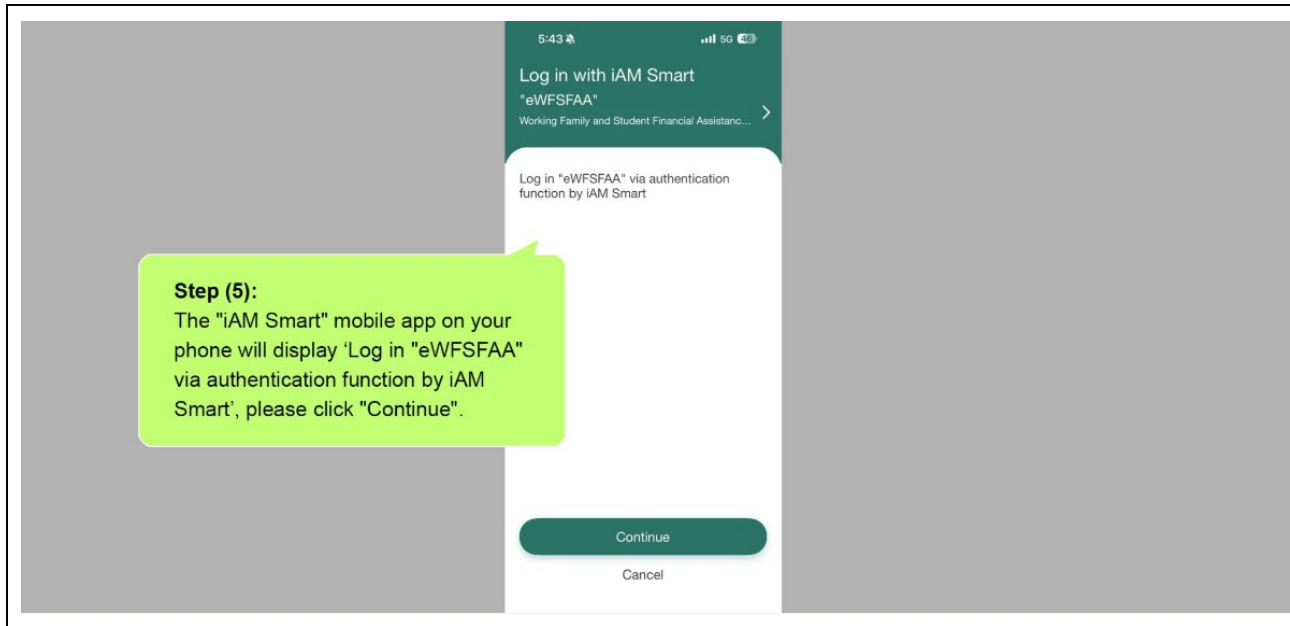 5:43
5G 46
Log in with iAM Smart
"eWFSFAA"
Working Family and Student Financial Assistanc...
Log in "eWFSFAA" via authentication
function by iAM Smart
Step (5):
The "iAM Smart" mobile app on your
phone will display ‘Log in "eWFSFAA"
via authentication function by iAM
Smart’, please click "Continue".
Continue
Cancel